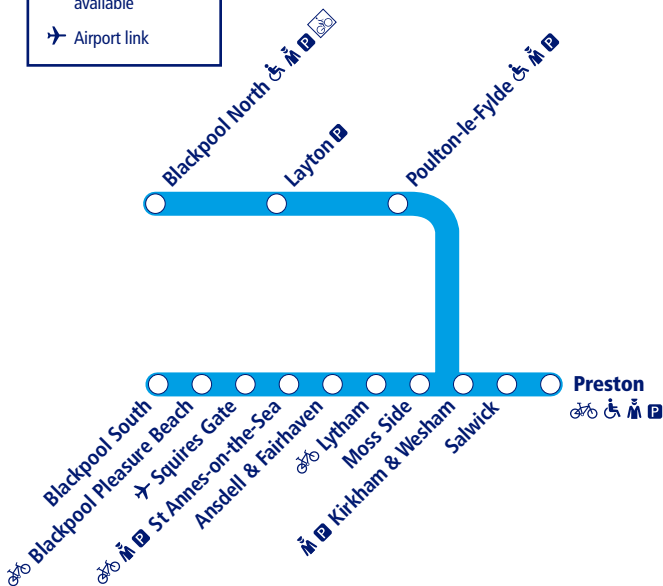 available
Airport link
Blackpool North P
Layton P
Poulton-le-Fylde P
Preston
P
Blackpool South
Blackpool Pleasure Beach
Squires Gate
P St Annes-on-the-Sea
Ansdell & Fairhaven
Lytham
Moss Side
P Kirkham & Wesham
Salwick